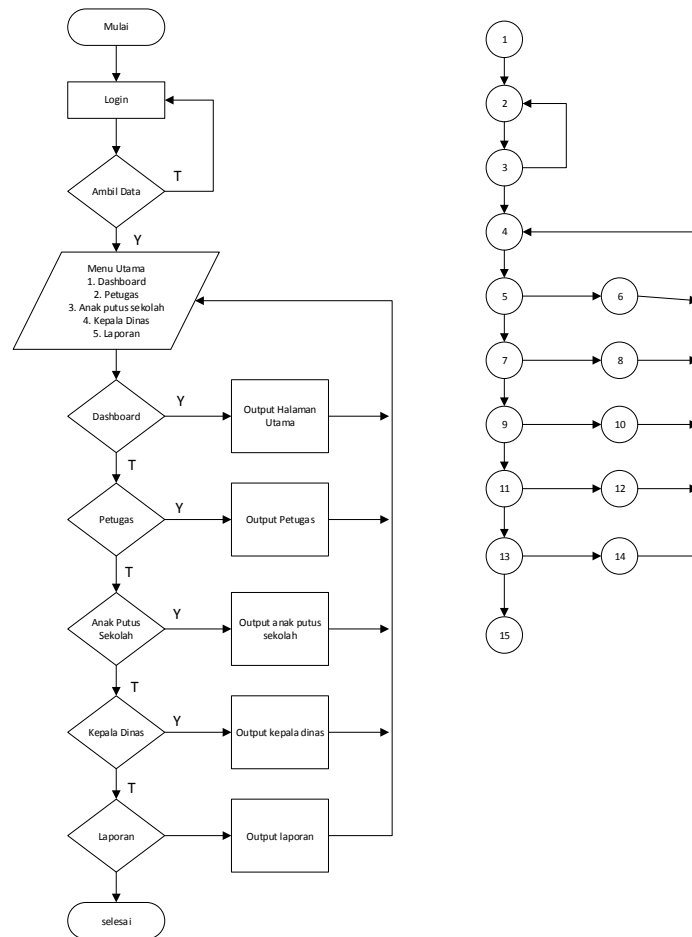 Mulai
Login
Ambil Data
T
Y
Menu Utama
1. Dashboard
2. Petugas
3. Anak putus sekolah
4. Kepala Dinas
5. Laporan
Dashboard
Y
Output Halaman
Utama
T
Petugas
Y
Output Petugas
T
Anak Putus
Sekolah
Y
Output anak putus
sekolah
T
Kepala Dinas
Y
Output kepala dinas
T
Laporan
Output laporan
selesai
1
2
3
4
5
6
7
8
9
10
11
12
13
14
15